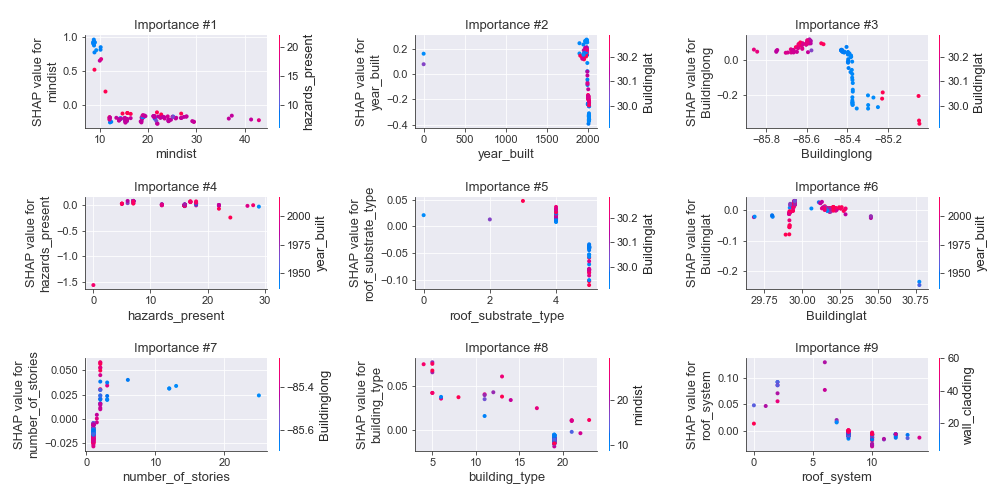 Importance #1
1.0
0.5
0.0
SHAP value for
mindist
10
20
30
40
mindist
20
15
10
hazards_present
Importance #2
0.2
0.0
−0.2
−0.4
SHAP value for
year_built
0
500
1000
1500
2000
year_built
30.2
30.1
30.0
Buildinglat
Importance #3
0.0
−0.2
SHAP value for
Buildinglong
−85.8
−85.6
−85.4
−85.2
Buildinglong
30.2
30.1
30.0
Buildinglat
Importance #4
0.0
−0.5
−1.0
−1.5
SHAP value for
hazards_present
0
10
20
30
hazards_present
2000
1975
1950
year_built
Importance #5
0.05
0.00
−0.05
−0.10
SHAP value for
roof_substrate_type
0
2
4
roof_substrate_type
30.2
30.1
30.0
Buildinglat
Importance #6
0.0
−0.1
−0.2
SHAP value for
Buildinglat
29.75
30.00
30.25
30.50
30.75
Buildinglat
2000
1975
1950
year_built
Importance #7
0.050
0.025
0.000
−0.025
SHAP value for
number_of_stories
0
10
20
number_of_stories
−85.4
−85.6
Buildinglong
Importance #8
0.05
0.00
SHAP value for
building_type
5
10
15
20
building_type
20
10
mindist
Importance #9
0.10
0.05
0.00
SHAP value for
roof_system
0
5
10
roof_system
60
40
20
wall_cladding